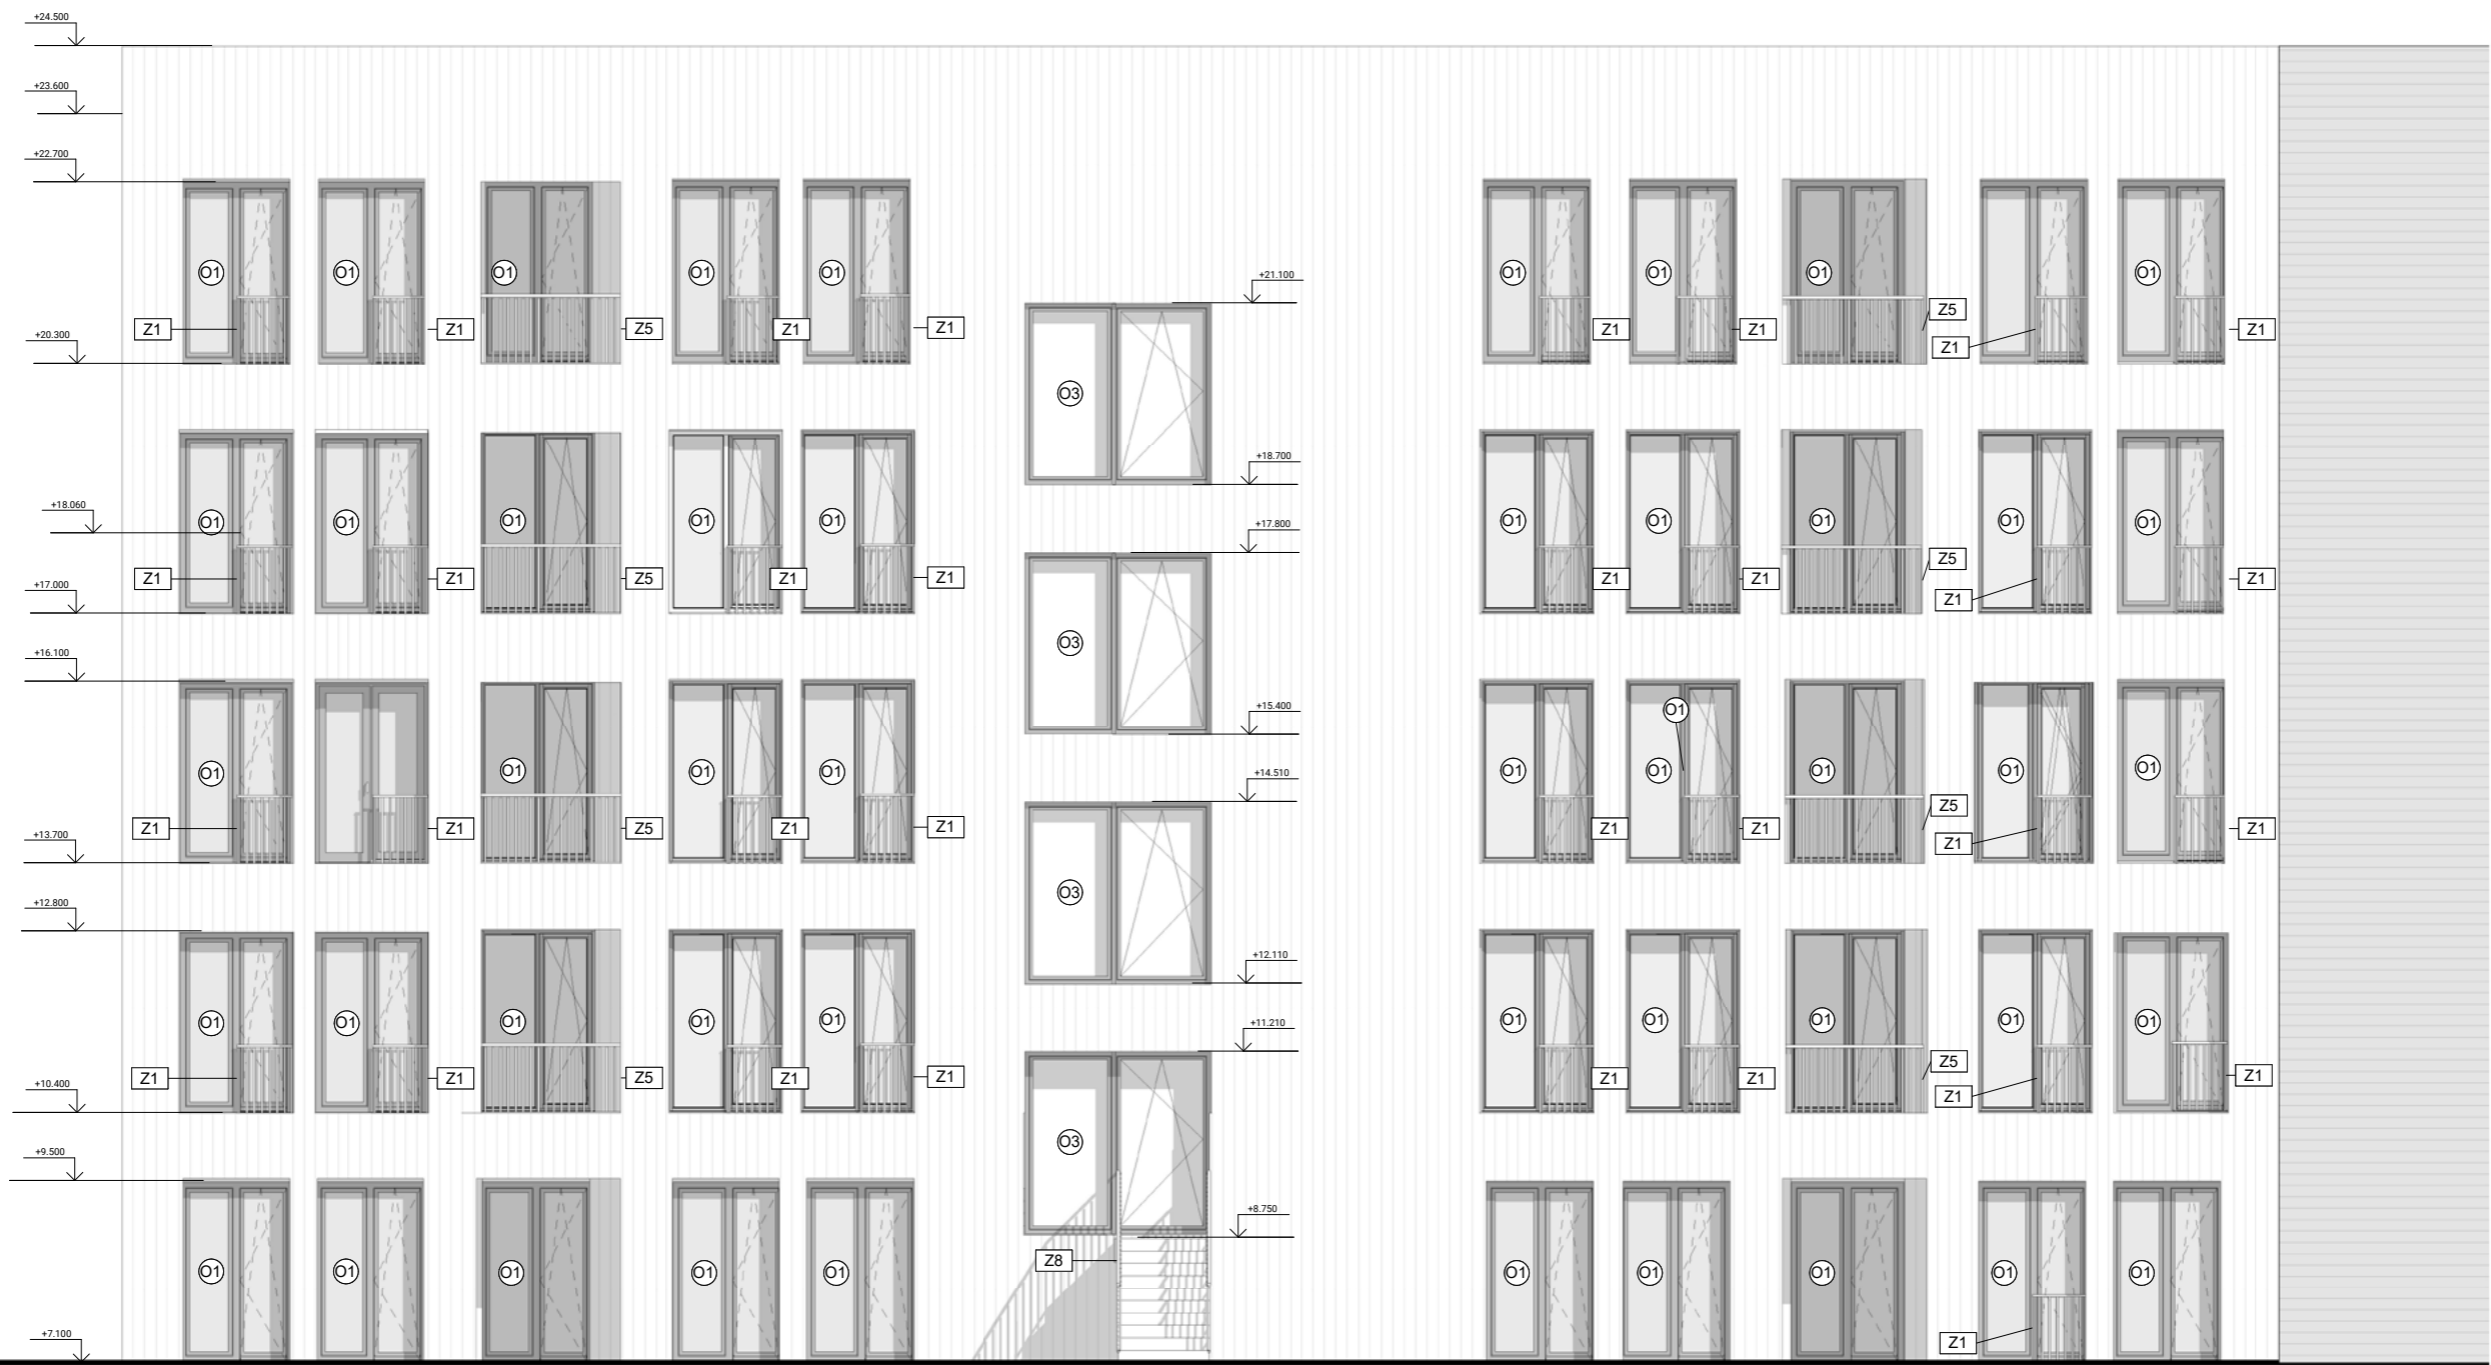 +24.500
+23.600
+22.700
O1 O1 O1 O1 O1 O1 O1 O1 O1
+21.100
Z1 Z1 Z5 Z1 Z1 Z1 Z1 Z5 Z1 Z1
+20.300
O3
+18.700
+18.060
O1 O1 O1 O1 O1 O1 O1 O1 O1 O1
+17.800
Z1 Z1 Z5 Z1 Z1 Z1 Z1 Z5 Z1 Z1
+17.000
O3
+16.100
O1
+15.400
O1 O1 O1 O1 O1 O1 O1 O1 O1
+14.510
Z1 Z1 Z5 Z1 Z1 Z1 Z1 Z5 Z1 Z1
+13.700
O3
+12.800
+12.110
O1 O1 O1 O1 O1 O1 O1 O1 O1 O1
+11.210
Z1 Z1 Z5 Z1 Z1 Z1 Z1 Z5 Z1 Z1
+10.400
O3
+9.500
+8.750
Z8
O1 O1 O1 O1 O1 O1 O1 O1 O1 O1
+7.100
Z1